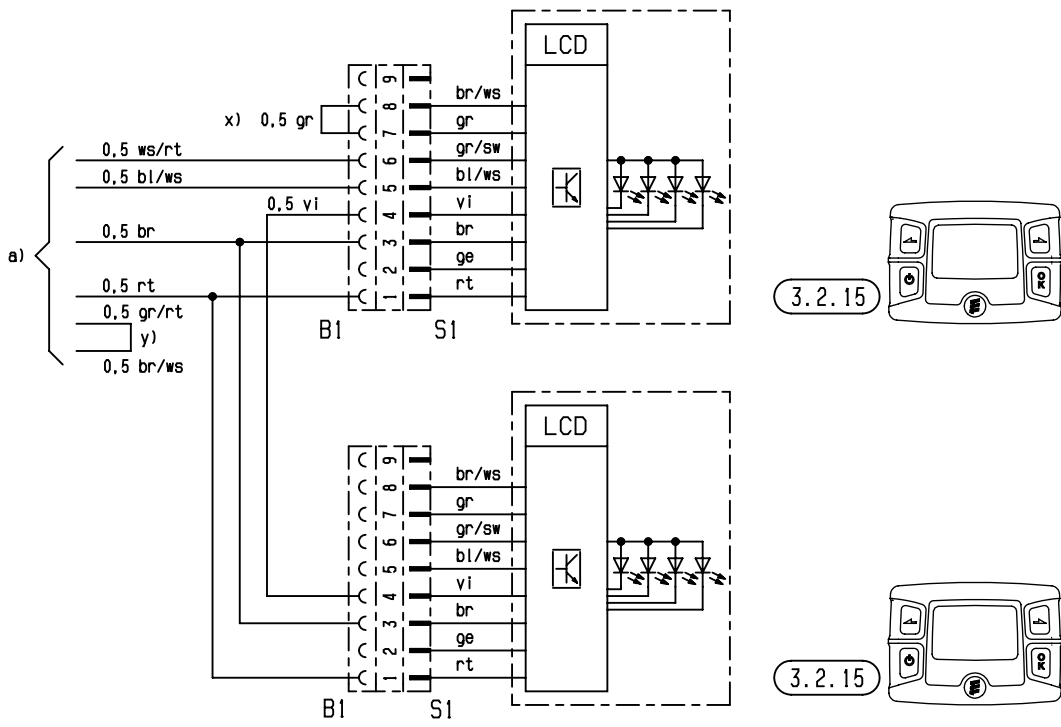 LCD
9
8 br/ws
x) 0,5 gr 7 gr
0,5 ws/rt 6 gr/sw
0,5 bl/ws 5 bl/ws
0,5 vi 4 vi
a) 0,5 br 3 br
2 ge
0,5 rt 1 rt
0,5 gr/rt
y)
0,5 br/ws
B1 S1
3.2.15
OK
LCD
9
8 br/ws
7 gr
6 gr/sw
5 bl/ws
4 vi
3 br
2 ge
1 rt
B1 S1
3.2.15
OK